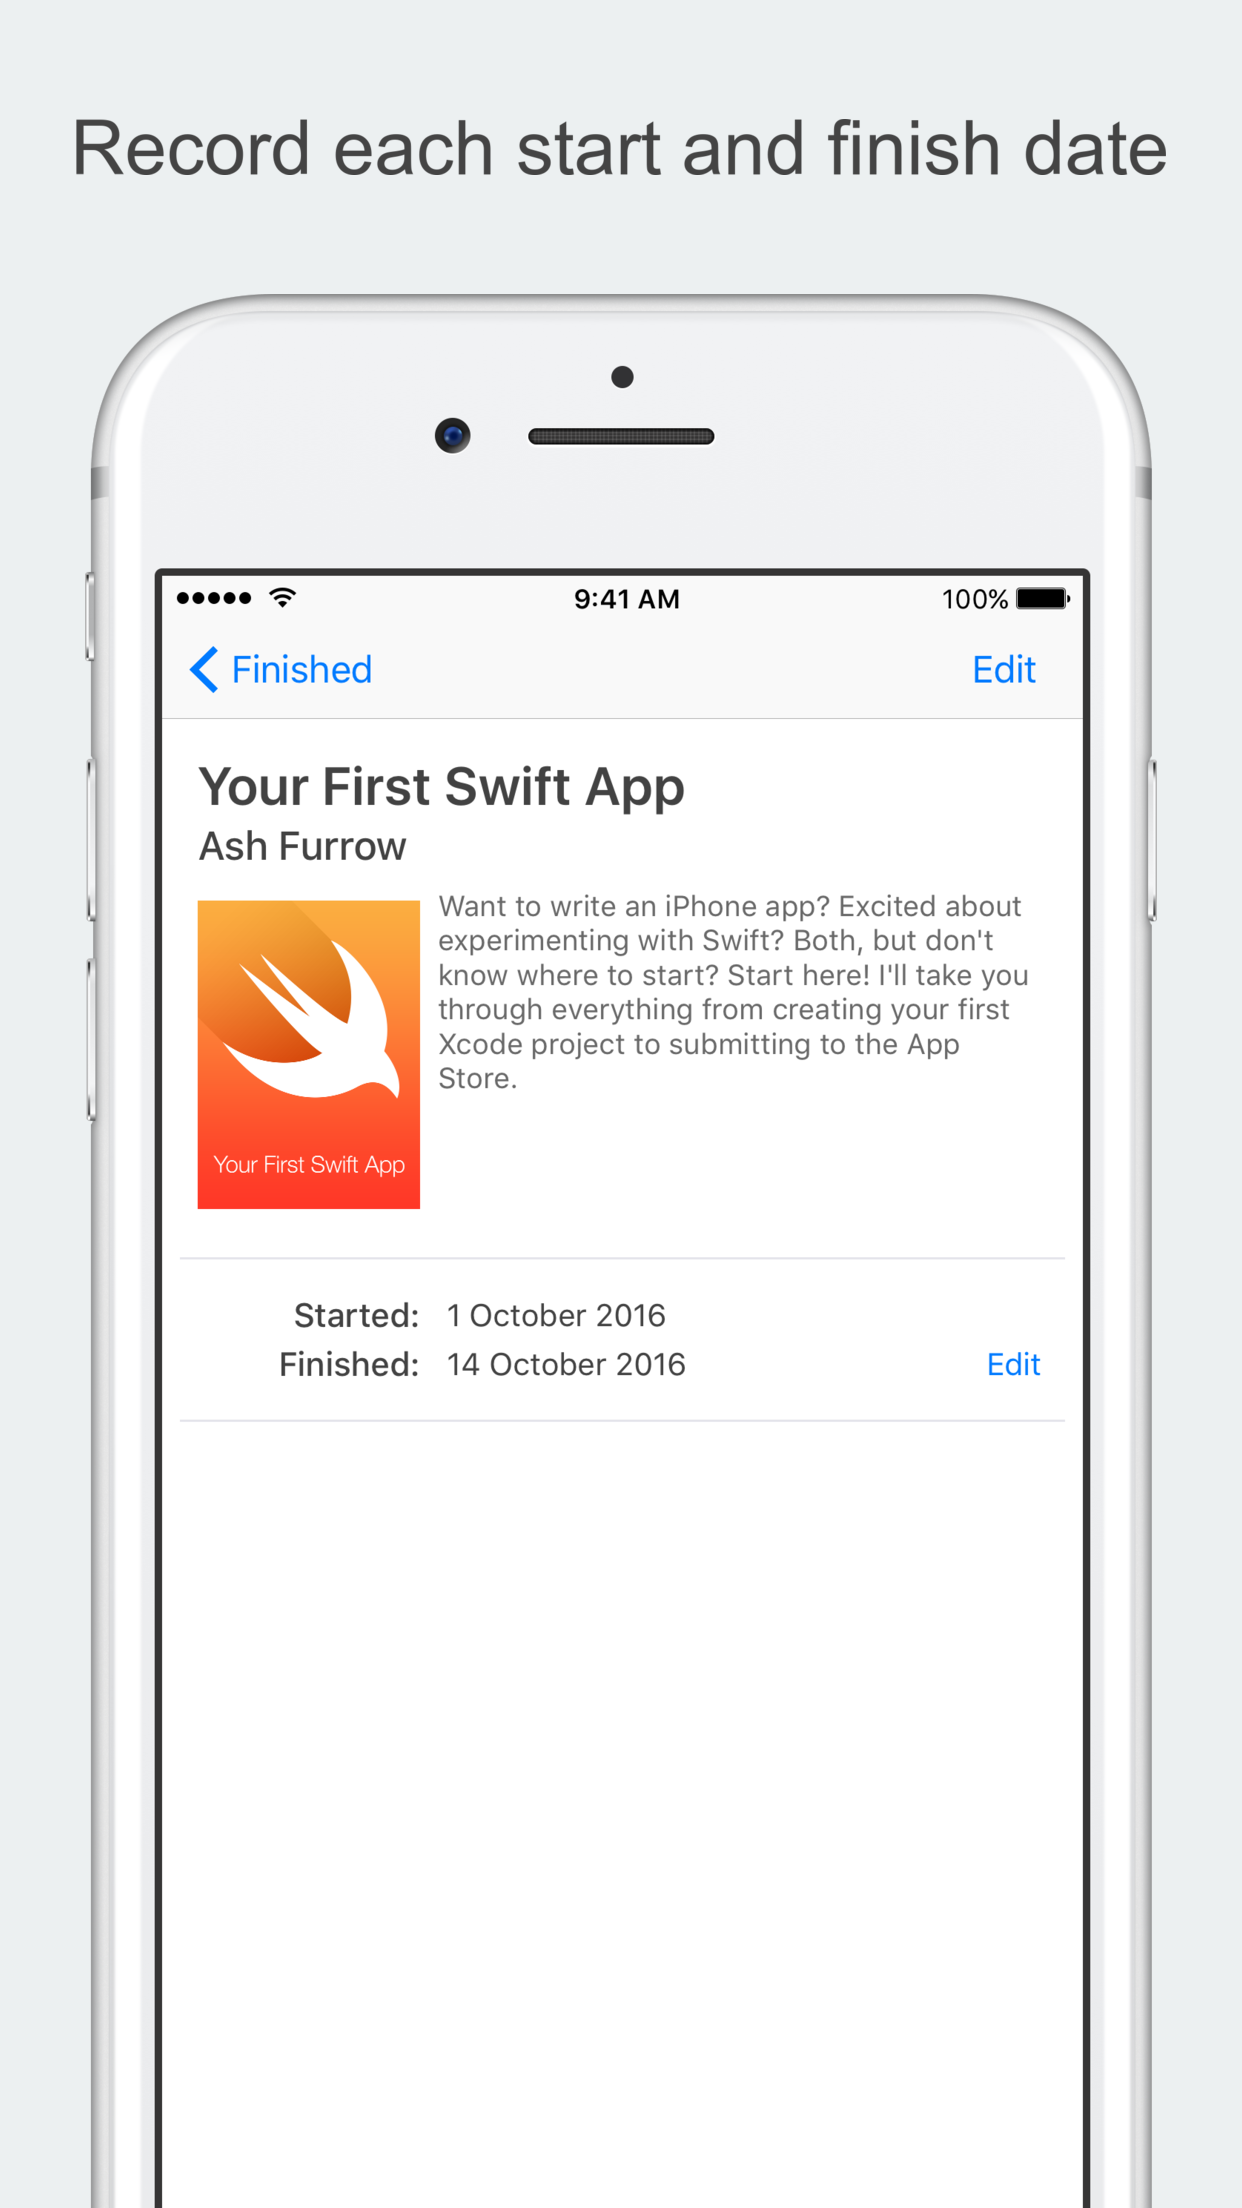 Record each start and finish date
9:41 AM
100%
Finished
Edit
Your First Swift App
Ash Furrow
Want to write an iPhone app? Excited about
experimenting with Swift? Both, but don't
know where to start? Start here! I'll take you
through everything from creating your first
Xcode project to submitting to the App
Store.
Your First Swift App
Started: 1 October 2016
Finished: 14 October 2016
Edit